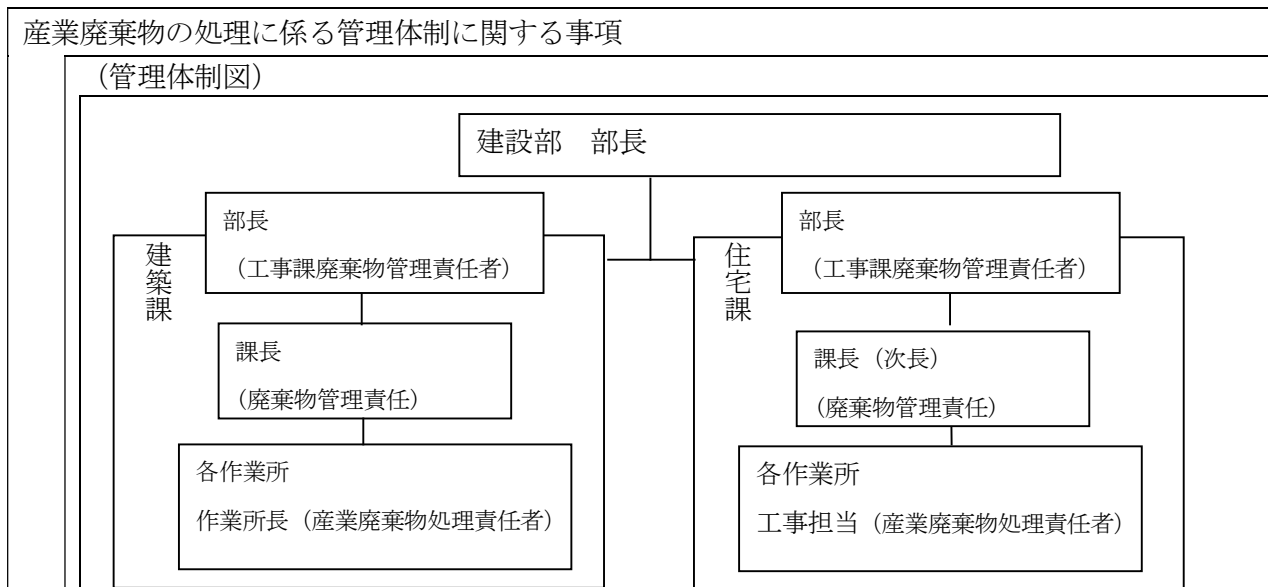 産業廃棄物の処理に係る管理体制に関する事項
（管理体制図）
建設部　部長
建築課
部長
（工事課廃棄物管理責任者）
課長
（廃棄物管理責任）
各作業所
作業所長（産業廃棄物処理責任者）
住宅課
部長
（工事課廃棄物管理責任者）
課長（次長）
（廃棄物管理責任）
各作業所
工事担当（産業廃棄物処理責任者）